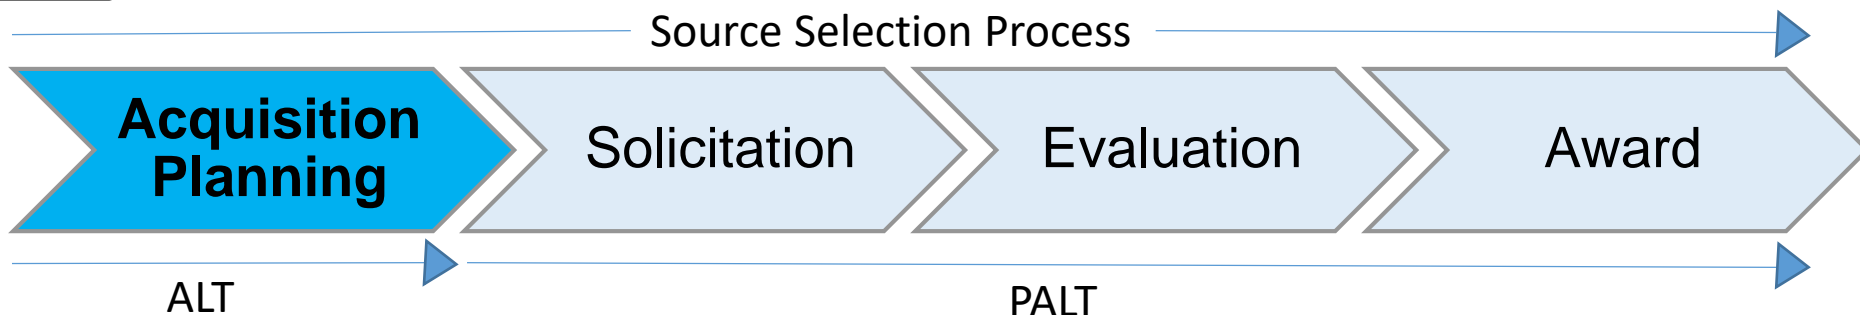 Source Selection Process
Acquisition
Planning
Solicitation
Evaluation
Award
ALT
PALT